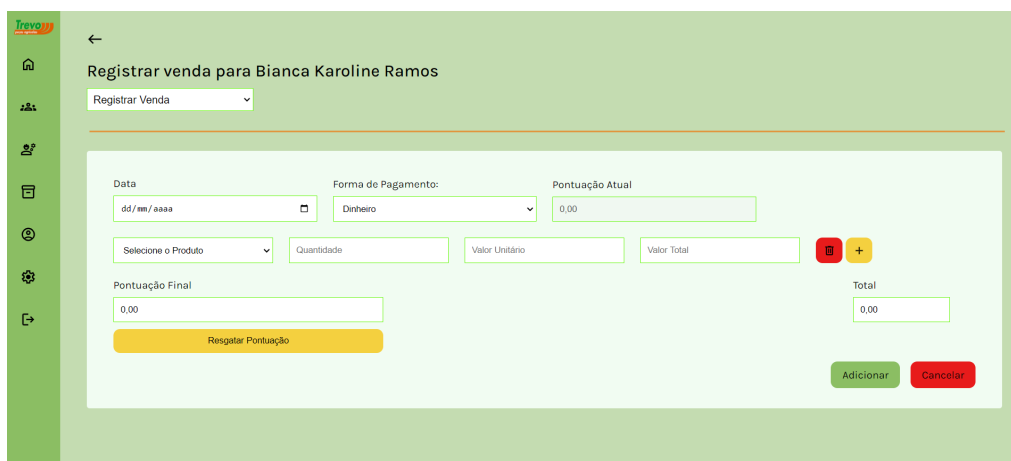 Trevo
Registrar venda para Bianca Karoline Ramos
Registrar Venda
Data
Forma de Pagamento:
Pontuação Atual
dd/mm/aaaa
Dinheiro
0,00
Selecione o Produto
Quantidade
Valor Unitário
Valor Total
+
Pontuação Final
Total
0,00
0,00
Resgatar Pontuação
Adicionar
Cancelar